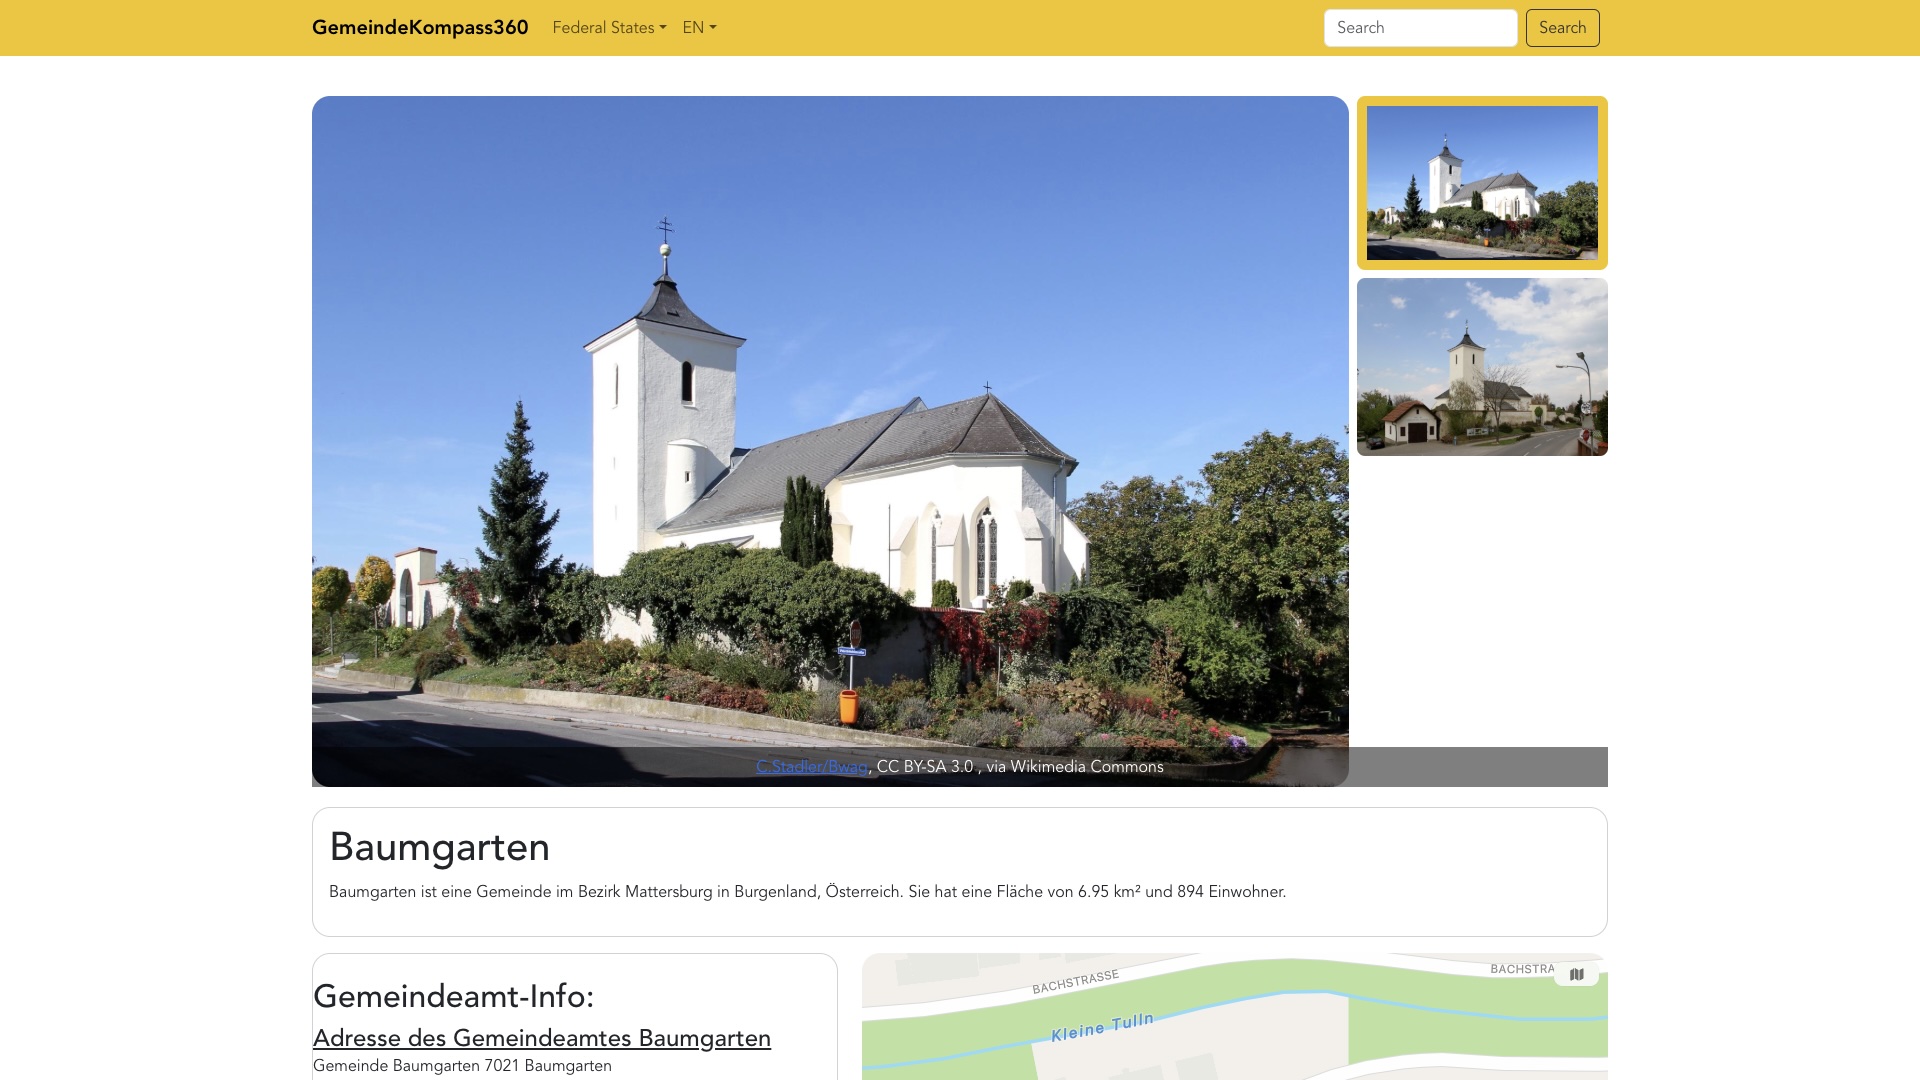 GemeindeKompass360
Federal States
EN
Search
Search
C.Stadler/Bwag, CC BY-SA 3.0 , via Wikimedia Commons
Baumgarten
Baumgarten ist eine Gemeinde im Bezirk Mattersburg in Burgenland, Österreich. Sie hat eine Fläche von 6.95 km² und 894 Einwohner.
Gemeindeamt-Info:
Adresse des Gemeindeamtes Baumgarten
Gemeinde Baumgarten 7021 Baumgarten
BACHSTRASSE
BACHSTRA
Kleine Tulln